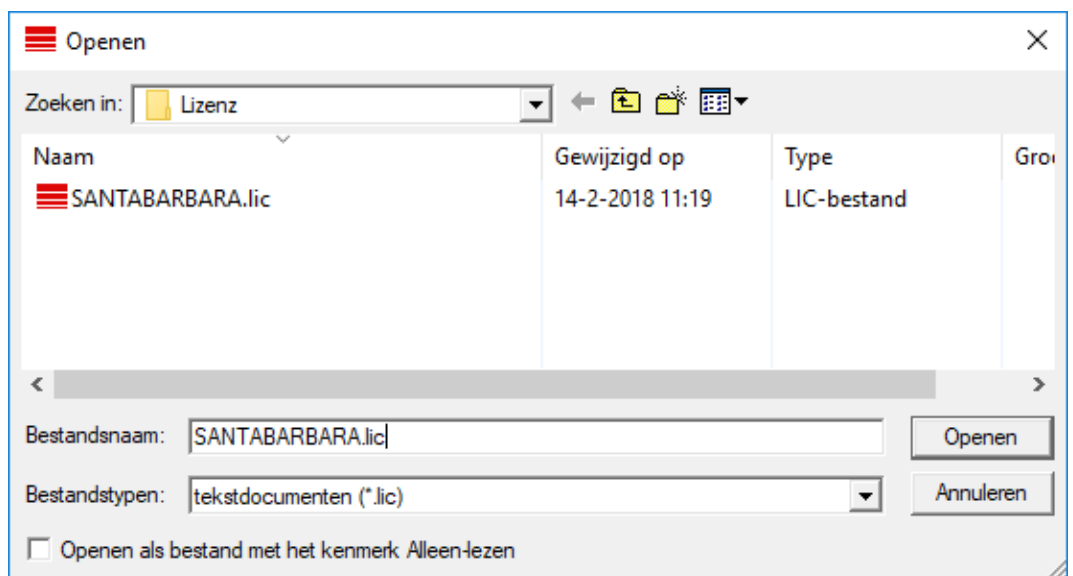 Openen
Zoeken in: Lizenz
Naam Gewijzigd op Type Groo
SANTABARBARA.lic 14-2-2018 11:19 LIC-bestand
Bestandsnaam: SANTABARBARA.lic Openen
Bestandstypen: tekstdocumenten (*.lic) Annuleren
Openen als bestand met het kenmerk Alleen-lezen